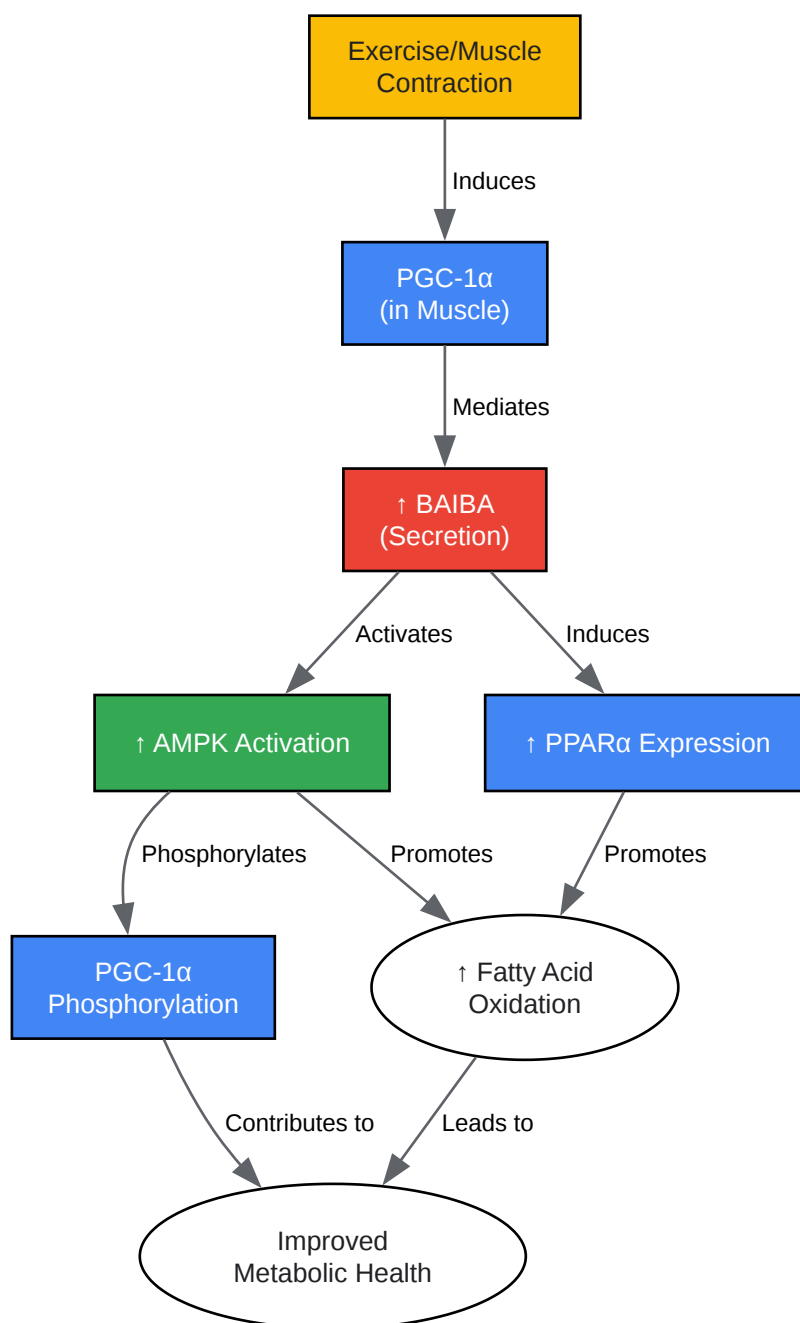 Exercise/Muscle
Contraction
Induces
PGC-1α
(in Muscle)
Mediates
↑ BAIBA
(Secretion)
Activates
Induces
↑ AMPK Activation
↑ PPARα Expression
Phosphorylates
Promotes
Promotes
PGC-1α
Phosphorylation
↑ Fatty Acid
Oxidation
Contributes to
Leads to
Improved
Metabolic Health